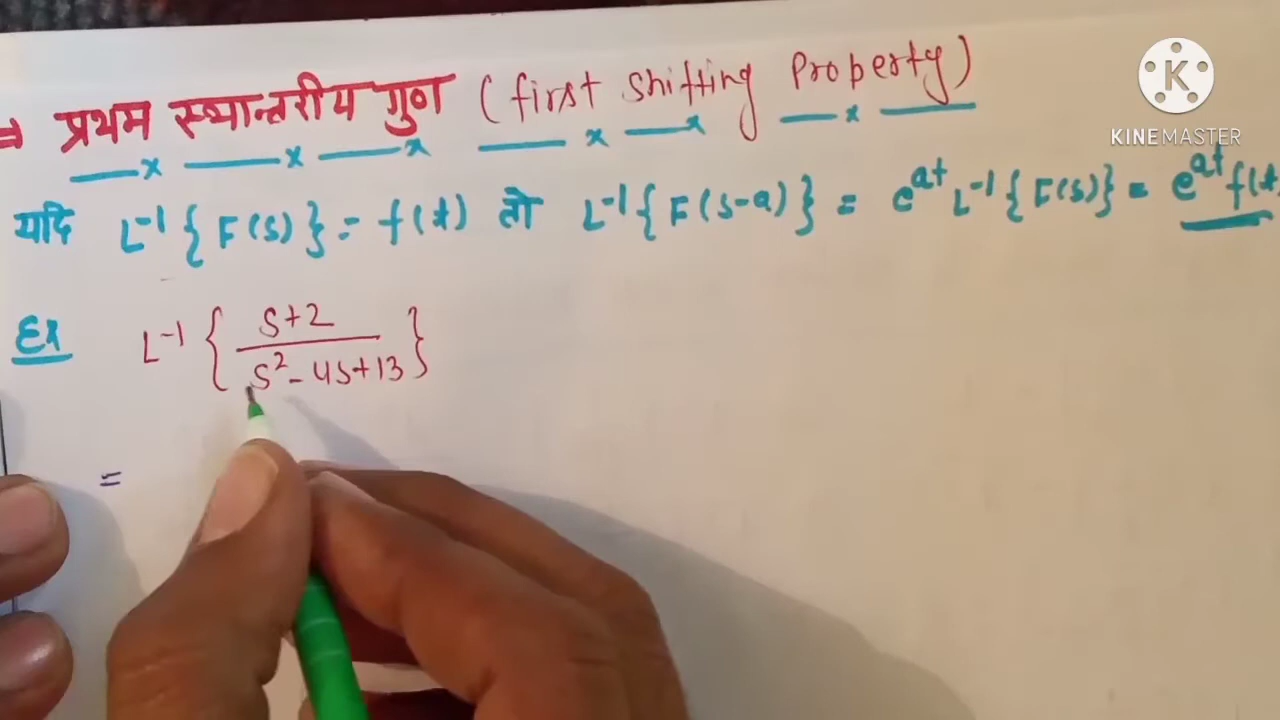 ⇒ प्रथम स्थान्तरीय गुण (first shifting Property)
यदि L⁻¹{F(s)} = f(t) तो L⁻¹{F(s-a)} = e^{at} L⁻¹{F(s)} = e^{at} f(t
Ex L⁻¹{(s+2)/(s²-4s+13)}
=
K
KINEMASTER